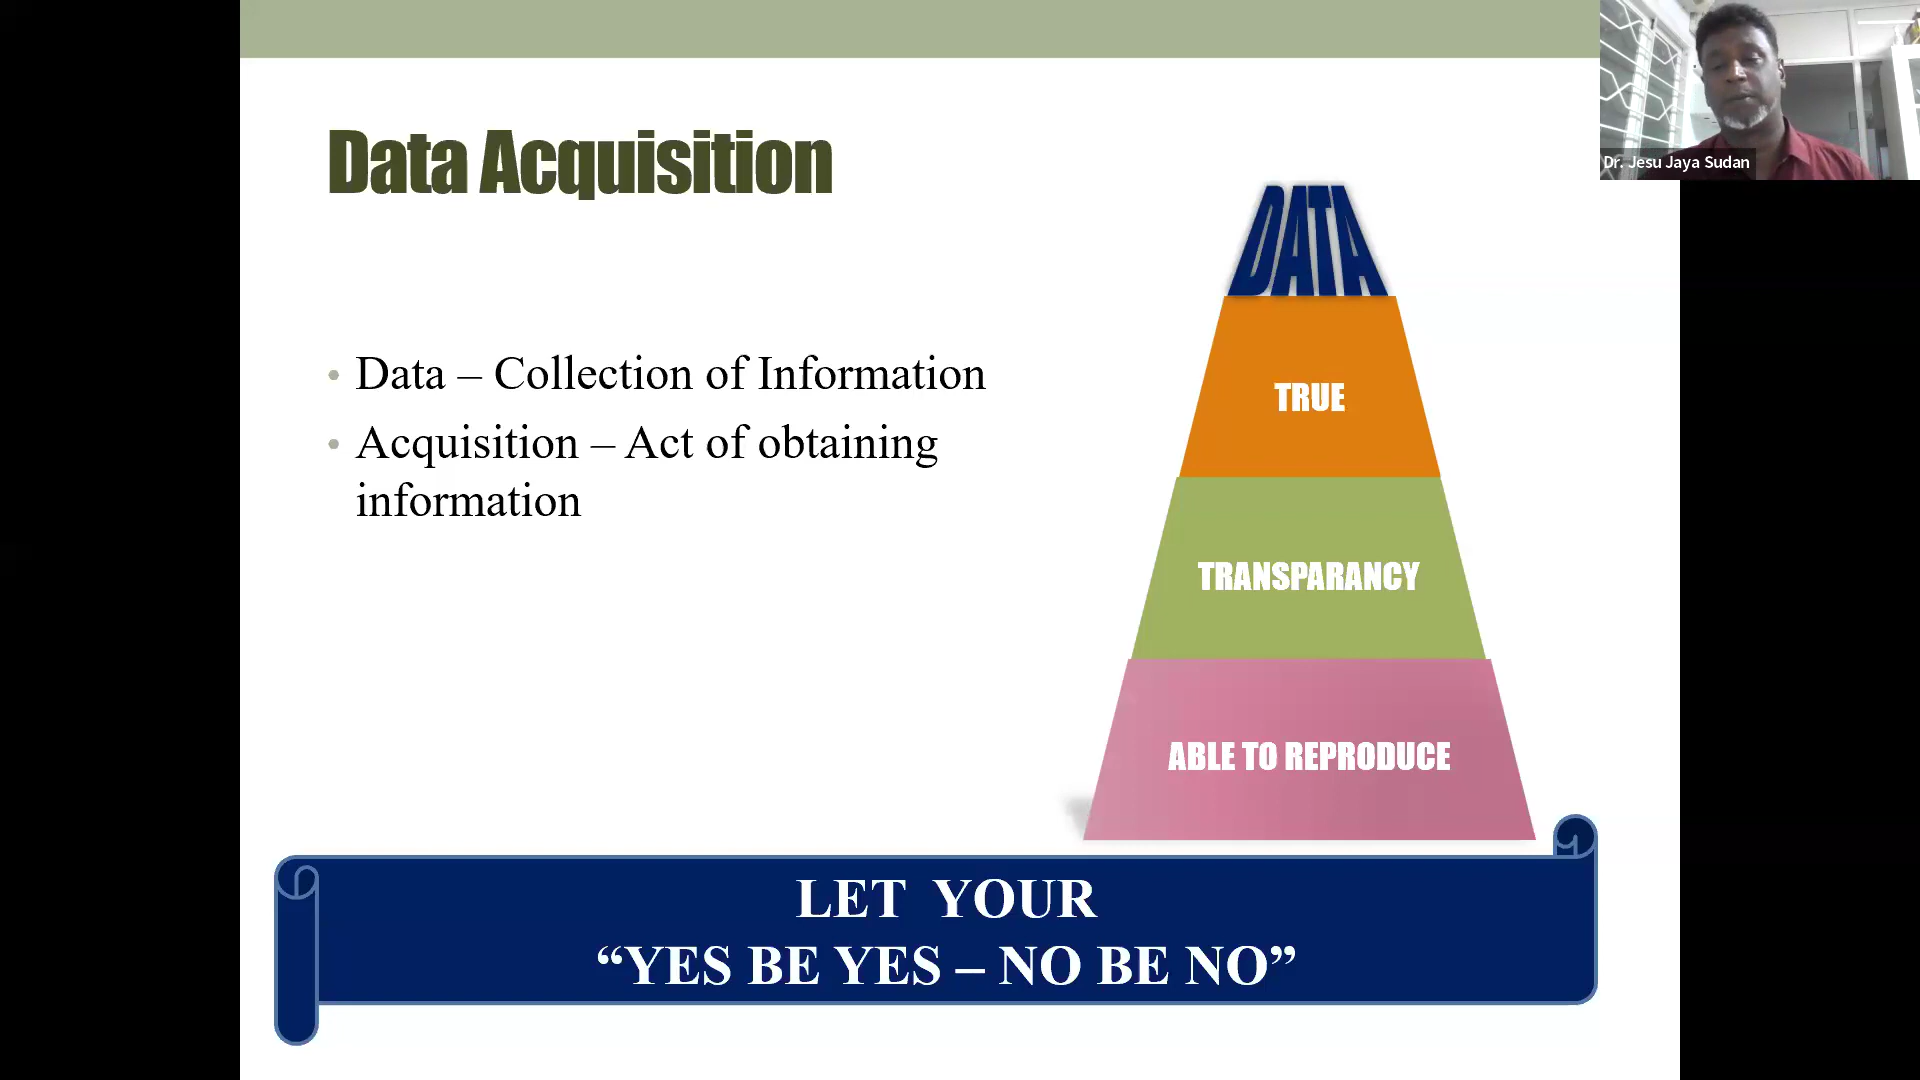 Data Acquisition
• Data – Collection of Information
• Acquisition – Act of obtaining
information
DATA
TRUE
TRANSPARANCY
ABLE TO REPRODUCE
LET YOUR
“YES BE YES – NO BE NO”
Dr. Jesu Jaya Sudan